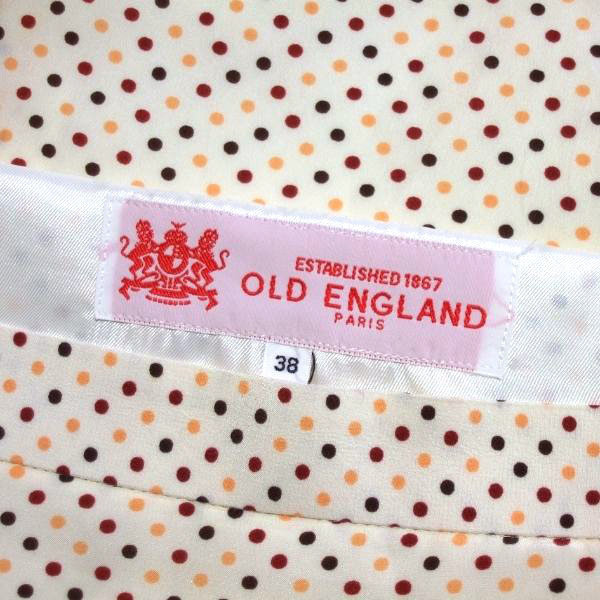 ESTABLISHED 1867
OLD ENGLAND
PARIS
38